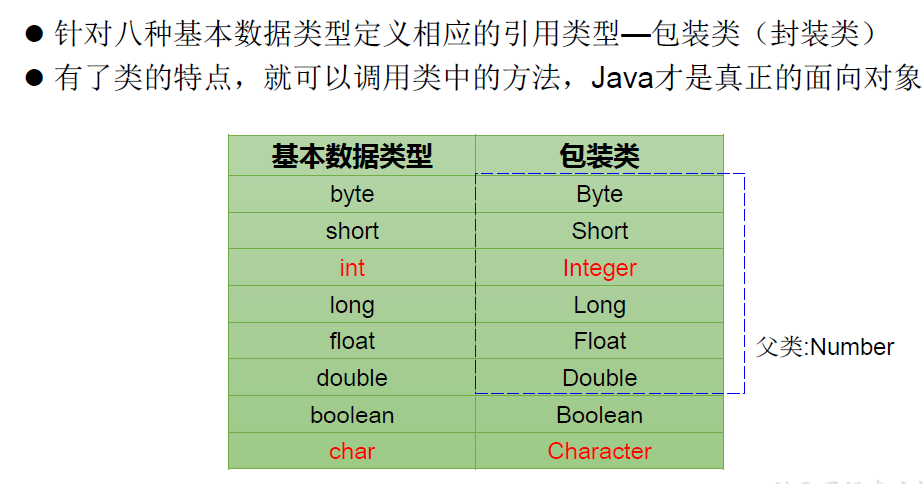 ● 针对八种基本数据类型定义相应的引用类型—包装类（封装类）
● 有了类的特点，就可以调用类中的方法，Java才是真正的面向对象
基本数据类型 包装类
byte Byte
short Short
int Integer
long Long
float Float
父类:Number
double Double
boolean Boolean
char Character